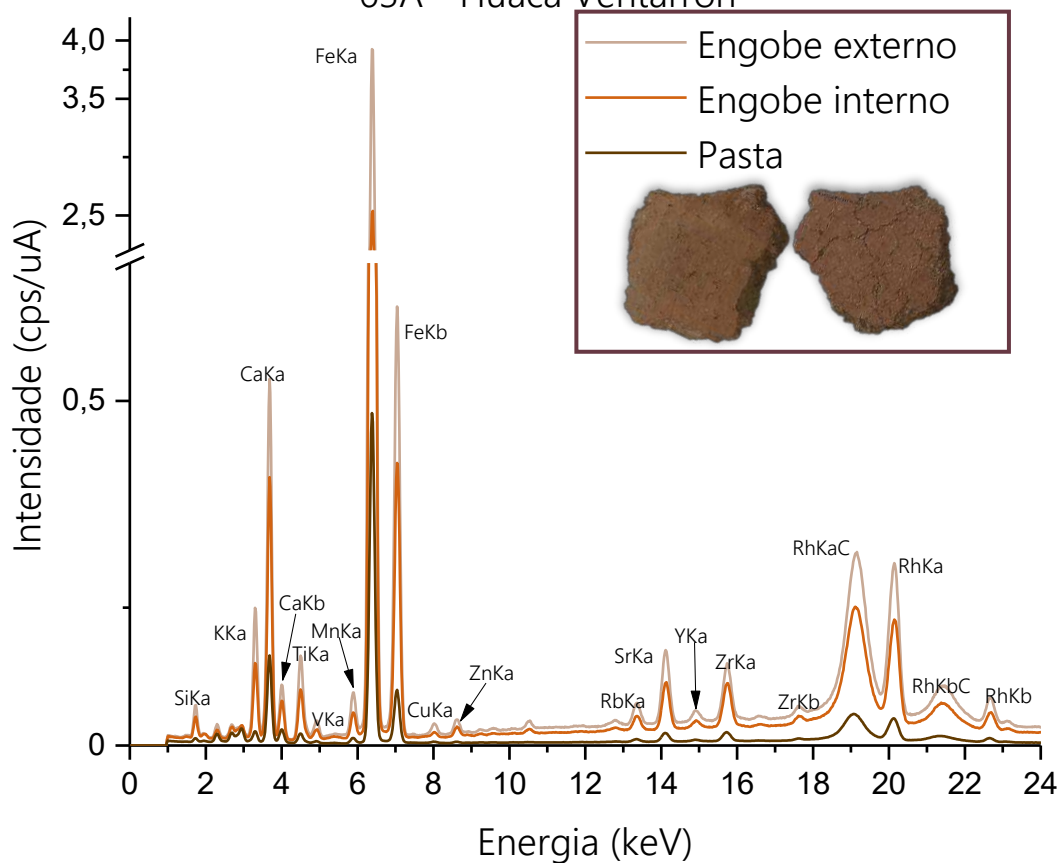 Engobe externo
Engobe interno
Pasta
4,0
3,5
2,5
0,5
0
Intensidade (cps/uA)
FeKa
FeKb
CaKa
CaKb
KKa
MnKa
TiKa
SiKa
VKa
CuKa
ZnKa
RbKa
SrKa
YKa
ZrKa
ZrKb
RhKaC
RhKa
RhKbC
RhKb
0 2 4 6 8 10 12 14 16 18 20 22 24
Energia (keV)